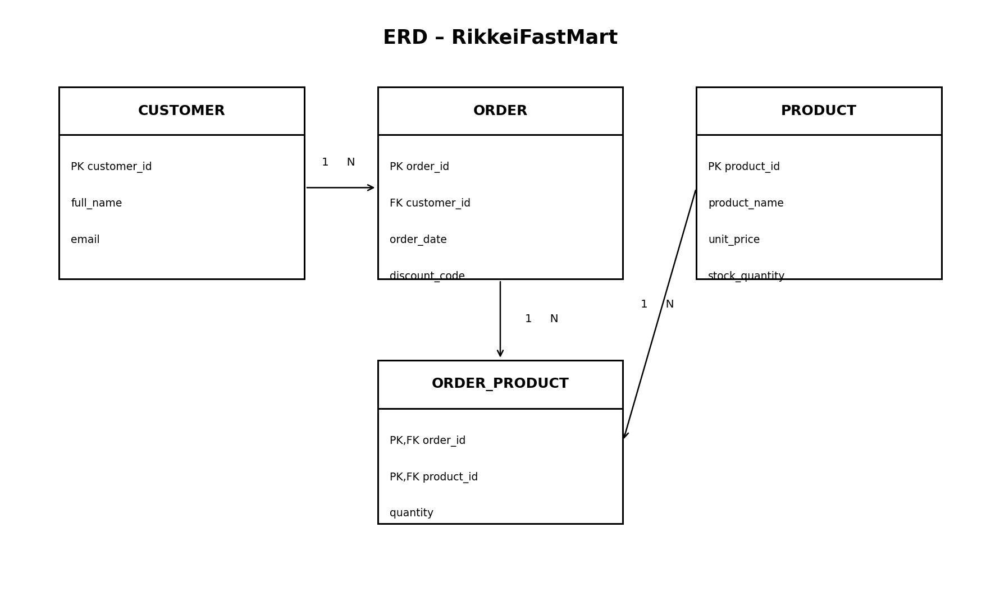 ERD – RikkeiFastMart
CUSTOMER
PK customer_id
full_name
email
1 N
ORDER
PK order_id
FK customer_id
order_date
discount_code
PRODUCT
PK product_id
product_name
unit_price
stock_quantity
1 N
1 N
ORDER_PRODUCT
PK,FK order_id
PK,FK product_id
quantity